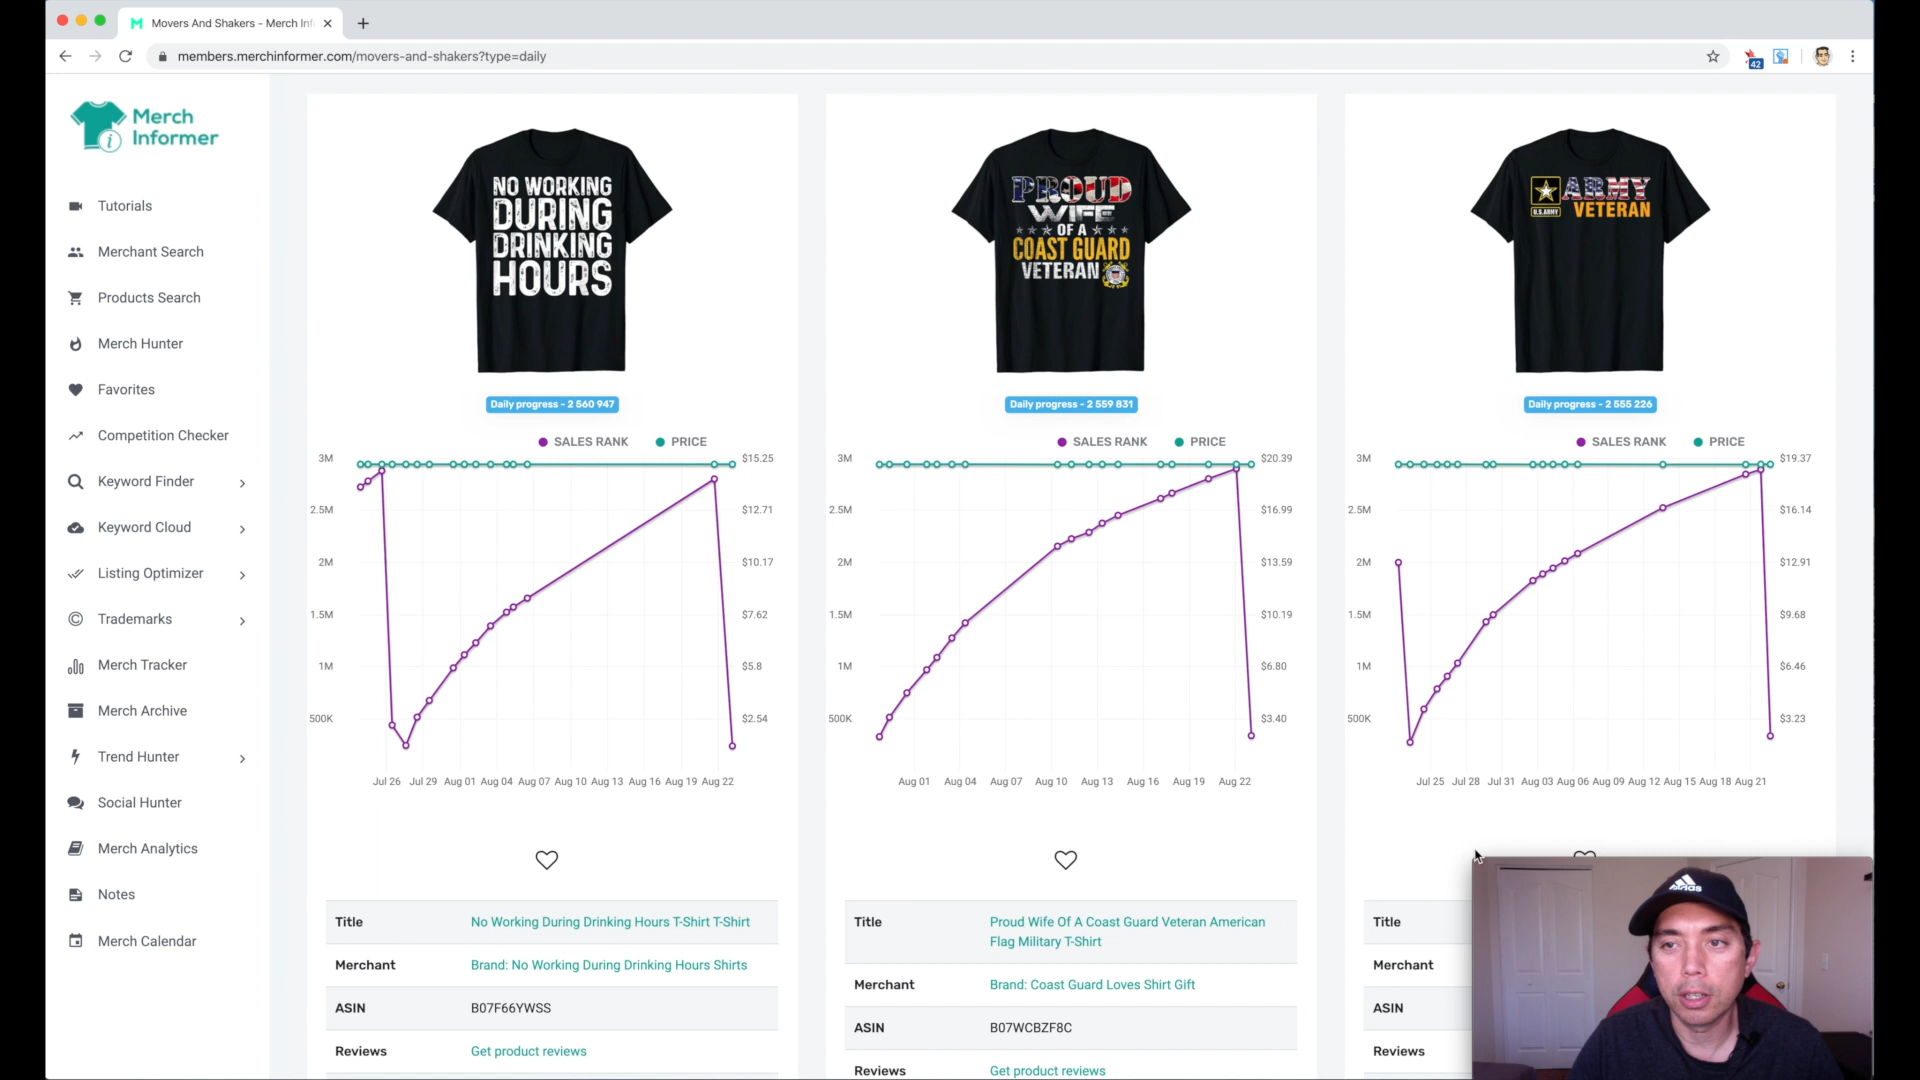 Movers And Shakers - Merch Inf
members.merchinformer.com/movers-and-shakers?type=daily
42
Merch
Informer
Tutorials
Merchant Search
Products Search
Merch Hunter
Favorites
Competition Checker
Keyword Finder
Keyword Cloud
Listing Optimizer
Trademarks
Merch Tracker
Merch Archive
Trend Hunter
Social Hunter
Merch Analytics
Notes
Merch Calendar
NO WORKING
DURING
DRINKING
HOURS
Daily progress - 2 560 947
SALES RANK PRICE
3M
2.5M
2M
1.5M
1M
500K
$15.25
$12.71
$10.17
$7.62
$5.8
$2.54
Jul 26 Jul 29 Aug 01 Aug 04 Aug 07 Aug 10 Aug 13 Aug 16 Aug 19 Aug 22
Title No Working During Drinking Hours T-Shirt T-Shirt
Merchant Brand: No Working During Drinking Hours Shirts
ASIN B07F66YWSS
Reviews Get product reviews
PROUD
WIFE
OF A
COAST GUARD
VETERAN
Daily progress - 2 559 831
SALES RANK PRICE
3M
2.5M
2M
1.5M
1M
500K
$20.39
$16.99
$13.59
$10.19
$6.80
$3.40
Aug 01 Aug 04 Aug 07 Aug 10 Aug 13 Aug 16 Aug 19 Aug 22
Title Proud Wife Of A Coast Guard Veteran American
Flag Military T-Shirt
Merchant Brand: Coast Guard Loves Shirt Gift
ASIN B07WCBZF8C
Reviews Get product reviews
ARMY
U.S.ARMY VETERAN
Daily progress - 2 555 226
SALES RANK PRICE
3M
2.5M
2M
1.5M
1M
500K
$19.37
$16.14
$12.91
$9.68
$6.46
$3.23
Jul 25 Jul 28 Jul 31 Aug 03 Aug 06 Aug 09 Aug 12 Aug 15 Aug 18 Aug 21
Title
Merchant
ASIN
Reviews